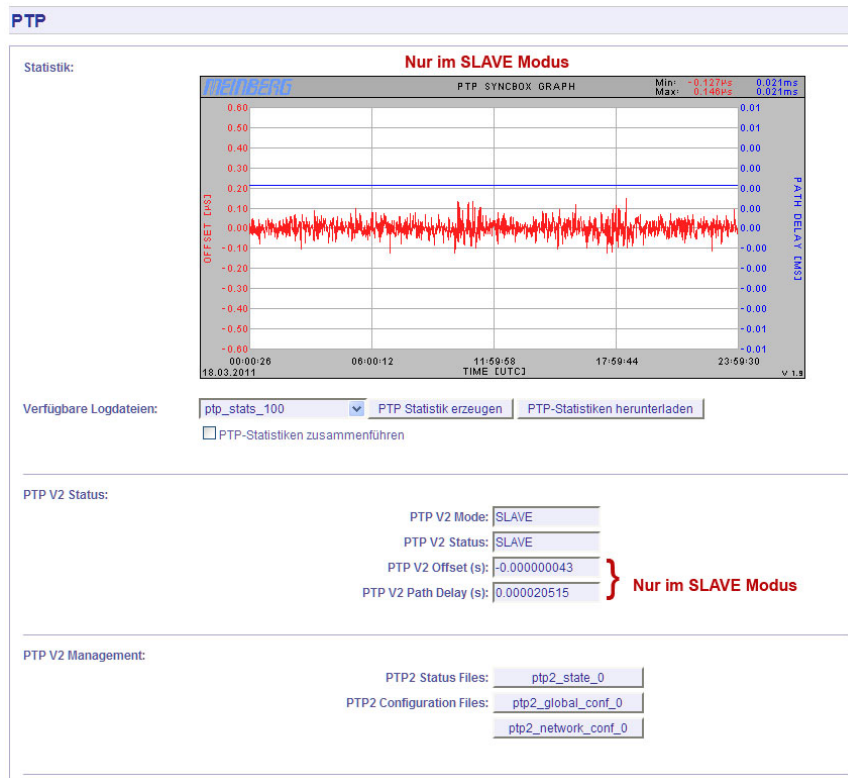 PTP
Statistik:
Nur im SLAVE Modus
MEINBERG PTP SYNCBOX GRAPH Min: -0.127µs 0.021ms
Max: 0.146µs 0.021ms
0.60 0.01
0.50 0.01
0.40 0.00
0.30 0.00
0.20 0.00
0.10 0.00
0.00 0.00
-0.10 -0.00
-0.20 -0.00
-0.30 -0.00
-0.40 -0.00
-0.50 -0.01
-0.60 -0.01
OFFSET [µS]
PATH DELAY [MS]
00:00:26 06:00:12 11:59:58 17:59:44 23:59:30
18.03.2011 TIME [UTC] V 1.9
Verfügbare Logdateien: ptp_stats_100 PTP Statistik erzeugen PTP-Statistiken herunterladen
PTP-Statistiken zusammenführen
PTP V2 Status:
PTP V2 Mode: SLAVE
PTP V2 Status: SLAVE
PTP V2 Offset (s): -0.000000043
PTP V2 Path Delay (s): 0.000020515
} Nur im SLAVE Modus
PTP V2 Management:
PTP2 Status Files: ptp2_state_0
PTP2 Configuration Files: ptp2_global_conf_0
ptp2_network_conf_0